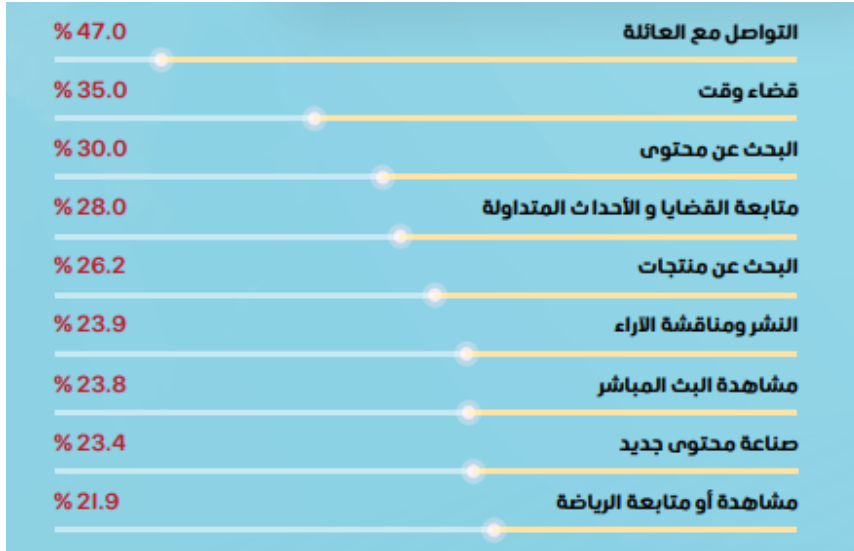 التواصل مع العائلة % 47.0
قضاء وقت % 35.0
البحث عن محتوى % 30.0
متابعة القضايا و الأحداث المتداولة % 28.0
البحث عن منتجات % 26.2
النشر ومناقشة الآراء % 23.9
مشاهدة البث المباشر % 23.8
صناعة محتوى جديد % 23.4
مشاهدة أو متابعة الرياضة % 21.9